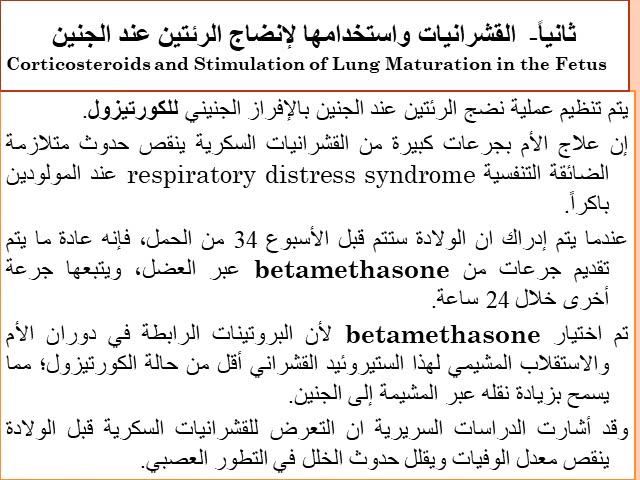 ثانياً- القشرانيات واستخدامها لإنضاج الرئتين عند الجنين
Corticosteroids and Stimulation of Lung Maturation in the Fetus
يتم تنظيم عملية نضج الرئتين عند الجنين بالإفراز الجنيني للكورتيزول.
إن علاج الأم بجرعات كبيرة من القشرانيات السكرية ينقص حدوث متلازمة
الضائقة التنفسية respiratory distress syndrome عند المولودين
باكراً.
عندما يتم إدراك ان الولادة ستتم قبل الأسبوع 34 من الحمل، فإنه عادة ما يتم
تقديم جرعات من betamethasone عبر العضل، ويتبعها جرعة
أخرى خلال 24 ساعة.
تم اختيار betamethasone لأن البروتينات الرابطة في دوران الأم
والاستقلاب المشيمي لهذا الستيروئيد القشراني أقل من حالة الكورتيزول؛ مما
يسمح بزيادة نقله عبر المشيمة إلى الجنين.
وقد أشارت الدراسات السريرية ان التعرض للقشرانيات السكرية قبل الولادة
ينقص معدل الوفيات ويقلل حدوث الخلل في التطور العصبي.